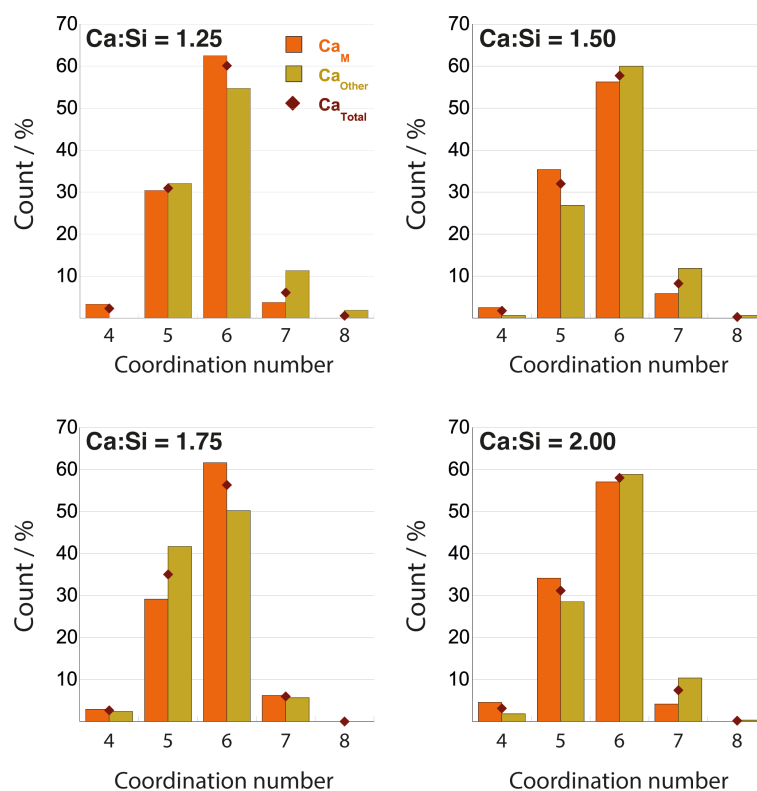 Ca:Si = 1.25
70
60
50
40
30
20
10
Count / %
4 5 6 7 8
Coordination number
Ca_M
Ca_Other
Ca_Total
Ca:Si = 1.50
70
60
50
40
30
20
10
Count / %
4 5 6 7 8
Coordination number
Ca:Si = 1.75
70
60
50
40
30
20
10
Count / %
4 5 6 7 8
Coordination number
Ca:Si = 2.00
70
60
50
40
30
20
10
Count / %
4 5 6 7 8
Coordination number